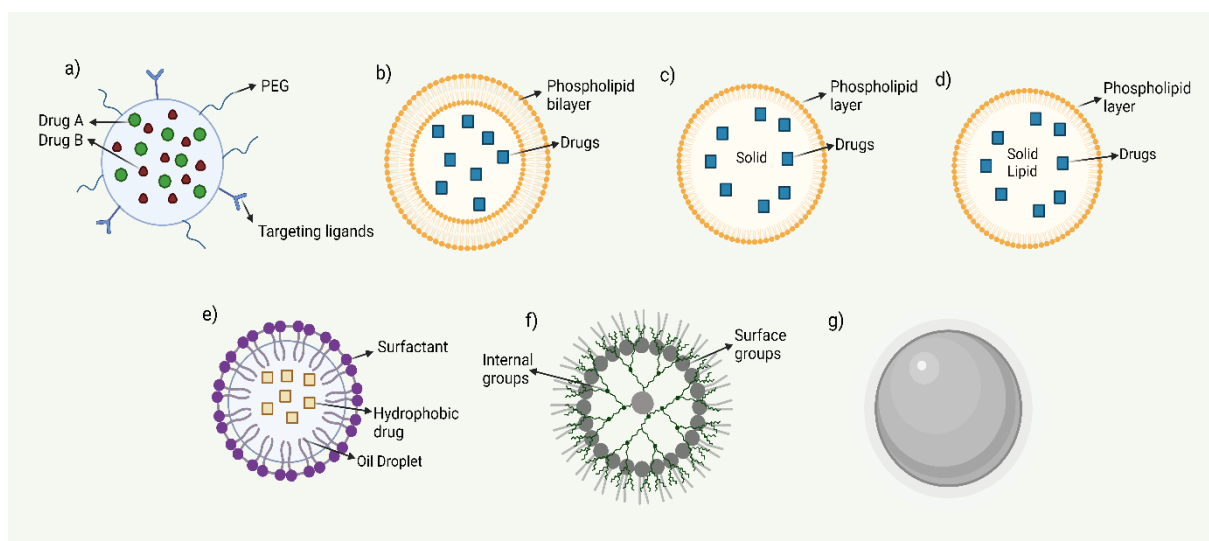 a)
PEG
Drug A
Drug B
Targeting ligands
b)
Phospholipid
bilayer
Drugs
c)
Phospholipid
layer
Solid
Drugs
d)
Phospholipid
layer
Solid
Lipid
Drugs
e)
Surfactant
Hydrophobic
drug
Oil Droplet
f)
Internal
groups
Surface
groups
g)